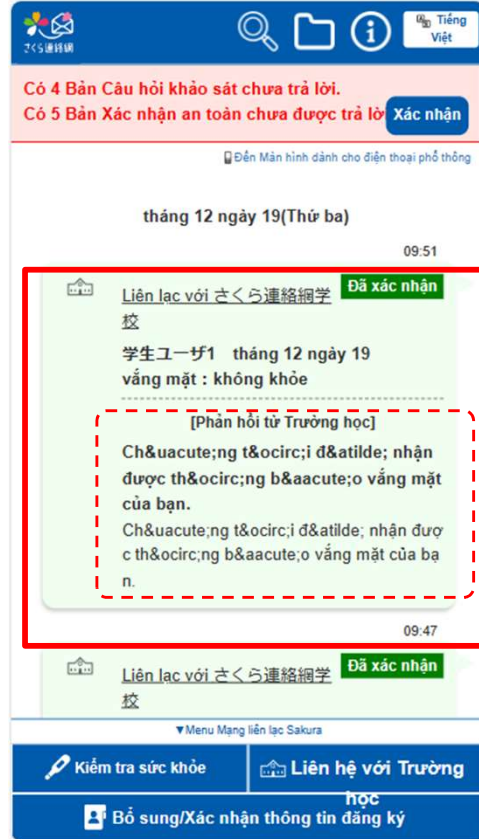 さくら連絡網
Tiếng Việt
Có 4 Bản Câu hỏi khảo sát chưa trả lời.
Có 5 Bản Xác nhận an toàn chưa được trả lờ
Xác nhận
Đến Màn hình dành cho điện thoại phổ thông
tháng 12 ngày 19(Thứ ba)
09:51
Đã xác nhận
Liên lạc với さくら連絡網学
校
学生ユーザ1 tháng 12 ngày 19
vắng mặt : không khỏe
[Phản hồi từ Trường học]
Ch&uacute;ng t&ocirc;i đ&atilde; nhận
được th&ocirc;ng b&aacute;o vắng mặt
của bạn.
Ch&uacute;ng t&ocirc;i đ&atilde; nhận đượ
c th&ocirc;ng b&aacute;o vắng mặt của bạ
n.
09:47
Đã xác nhận
Liên lạc với さくら連絡網学
校
▼Menu Mạng liên lạc Sakura
Kiểm tra sức khỏe
Liên hệ với Trường
học
Bổ sung/Xác nhận thông tin đăng ký